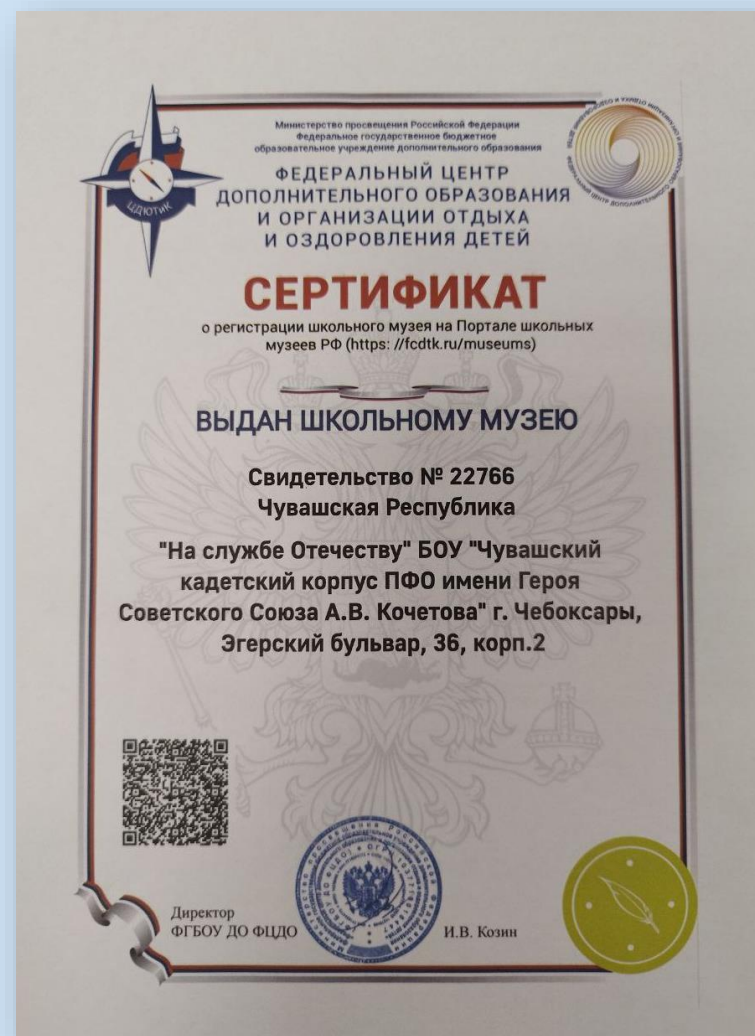 Министерство просвещения Российской Федерации
Федеральное государственное бюджетное
образовательное учреждение дополнительного образования
ФЕДЕРАЛЬНЫЙ ЦЕНТР
ДОПОЛНИТЕЛЬНОГО ОБРАЗОВАНИЯ
И ОРГАНИЗАЦИИ ОТДЫХА
И ОЗДОРОВЛЕНИЯ ДЕТЕЙ
ЦДЮТиК
СЕРТИФИКАТ
о регистрации школьного музея на Портале школьных
музеев РФ (https: //fcdtk.ru/museums)
ВЫДАН ШКОЛЬНОМУ МУЗЕЮ
Свидетельство № 22766
Чувашская Республика
"На службе Отечеству" БОУ "Чувашский
кадетский корпус ПФО имени Героя
Советского Союза А.В. Кочетова" г. Чебоксары,
Эгерский бульвар, 36, корп.2
Директор
ФГБОУ ДО ФЦДО
И.В. Козин